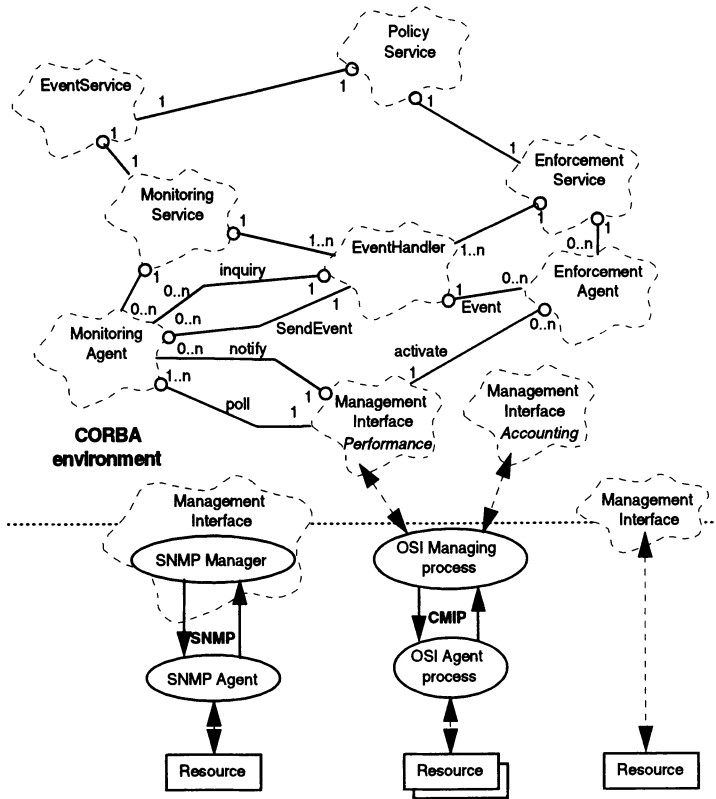 Policy
Service
EventService
1
1
1
1
1
1
Enforcement
Service
Monitoring
Service
1
1..n
EventHandler
1..n
1
1
0..n
1
0..n
inquiry
1
0..n
Enforcement
Agent
0..n
0..n
1
1
Event
SendEvent
Monitoring
Agent
0..n
notify
activate
0..n
1..n
1
1
poll
1
Management
Interface
Performance
Management
Interface
Accounting
CORBA
environment
Management
Interface
Management
Interface
SNMP Manager
OSI Managing
process
SNMP
CMIP
SNMP Agent
OSI Agent
process
Resource
Resource
Resource